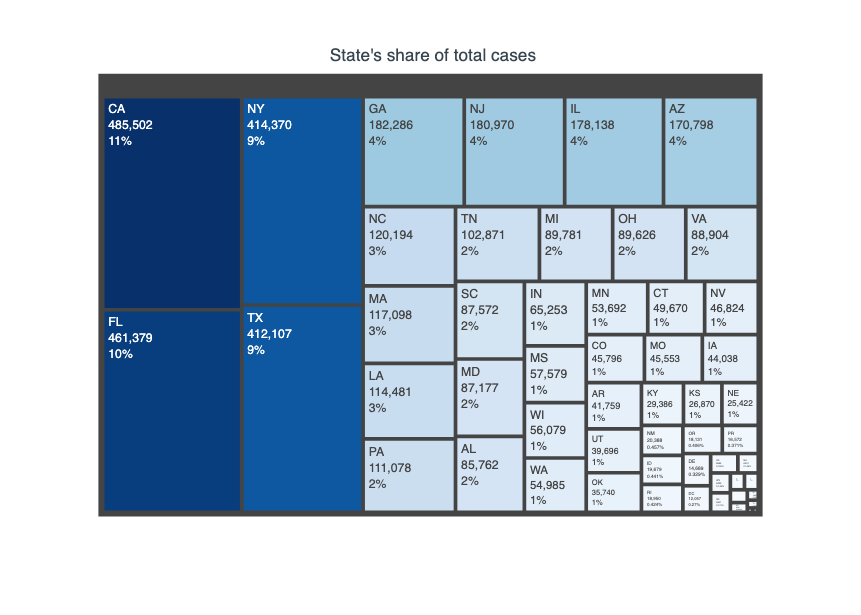 State's share of total cases
CA
485,502
11%
FL
461,379
10%
NY
414,370
9%
TX
412,107
9%
GA
182,286
4%
NJ
180,970
4%
IL
178,138
4%
AZ
170,798
4%
NC
120,194
3%
MA
117,098
3%
LA
114,481
3%
PA
111,078
2%
TN
102,871
2%
MI
89,781
2%
OH
89,626
2%
VA
88,904
2%
SC
87,572
2%
MD
87,177
2%
AL
85,762
2%
IN
65,253
1%
MS
57,579
1%
WI
56,079
1%
WA
54,985
1%
MN
53,692
1%
CT
49,670
1%
NV
46,824
1%
CO
45,796
1%
MO
45,553
1%
IA
44,038
1%
AR
41,759
1%
UT
39,696
1%
OK
35,740
1%
KY
29,386
1%
KS
26,870
1%
NE
25,422
1%
NM
20,388
0.457%
ID
19,679
0.441%
RI
18,950
0.424%
OR
18,131
0.406%
PR
16,572
0.371%
DE
14,689
0.329%
DC
12,057
0.27%